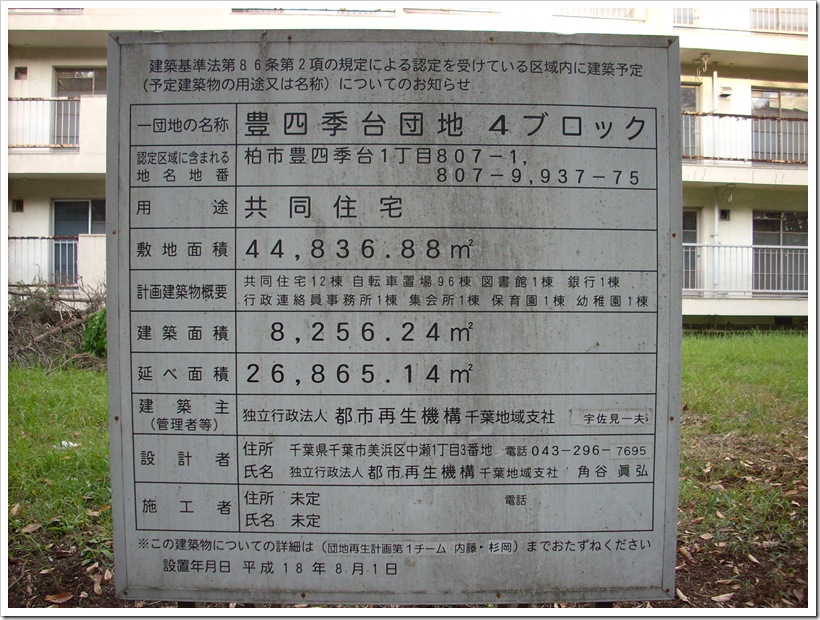 建築基準法第86条第2項の規定による認定を受けている区域内に建築予定
(予定建築物の用途又は名称)についてのお知らせ
一団地の名称 豊四季台団地 4ブロック
認定区域に含まれる
地名地番
柏市豊四季台1丁目807-1,
807-9,937-75
用途 共同住宅
敷地面積 44,836.88㎡
計画建築物概要
共同住宅12棟 自転車置場96棟 図書館1棟 銀行1棟
行政連絡員事務所1棟 集会所1棟 保育園1棟 幼稚園1棟
建築面積 8,256.24㎡
延べ面積 26,865.14㎡
建築主
(管理者等)
独立行政法人 都市再生機構千葉地域支社 宇佐見一夫
設計者
住所 千葉県千葉市美浜区中瀬1丁目3番地 電話 043-296-7695
氏名 独立行政法人都市再生機構千葉地域支社 角谷 眞弘
施工者
住所 未定 電話
氏名 未定
※この建築物についての詳細は(団地再生計画第1チーム 内藤・杉岡)までおたずねください
設置年月日 平成18年8月1日